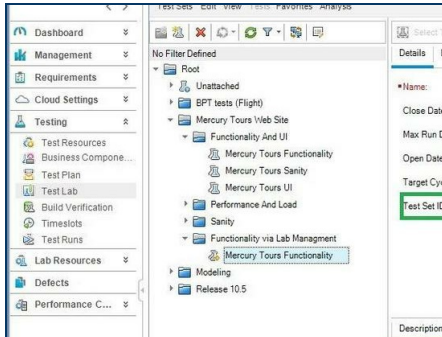 Test Sets Edit View Tests Favorites Analysis
Dashboard
Management
Requirements
Cloud Settings
Testing
Test Resources
Business Compone...
Test Plan
Test Lab
Build Verification
Timeslots
Test Runs
Lab Resources
Defects
Performance C...
No Filter Defined
Root
Unattached
BPT tests (Flight)
Mercury Tours Web Site
Functionality And UI
Mercury Tours Functionality
Mercury Tours Sanity
Mercury Tours UI
Performance And Load
Sanity
Functionality via Lab Managment
Mercury Tours Functionality
Modeling
Release 10.5
Select
Details
*Name:
Close Date
Max Run D
Open Date
Target Cyc
Test Set ID
Description